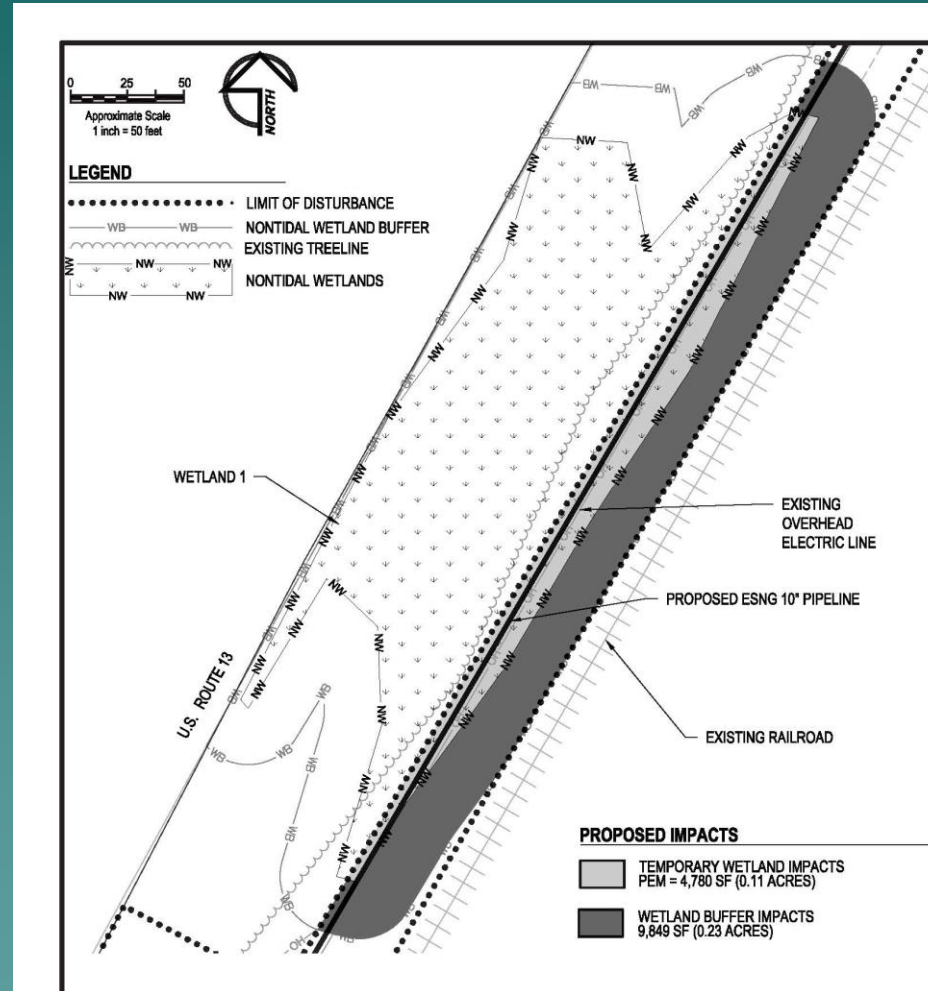 0 25 50
Approximate Scale
1 inch = 50 feet
NORTH
LEGEND
LIMIT OF DISTURBANCE
WB WB NONTIDAL WETLAND BUFFER
EXISTING TREELINE
NW NW NW
NONTIDAL WETLANDS
NW NW
WETLAND 1
EXISTING
OVERHEAD
ELECTRIC LINE
PROPOSED ESNG 10" PIPELINE
U.S. ROUTE 13
EXISTING RAILROAD
PROPOSED IMPACTS
TEMPORARY WETLAND IMPACTS
PEM = 4,780 SF (0.11 ACRES)
WETLAND BUFFER IMPACTS
9,849 SF (0.23 ACRES)